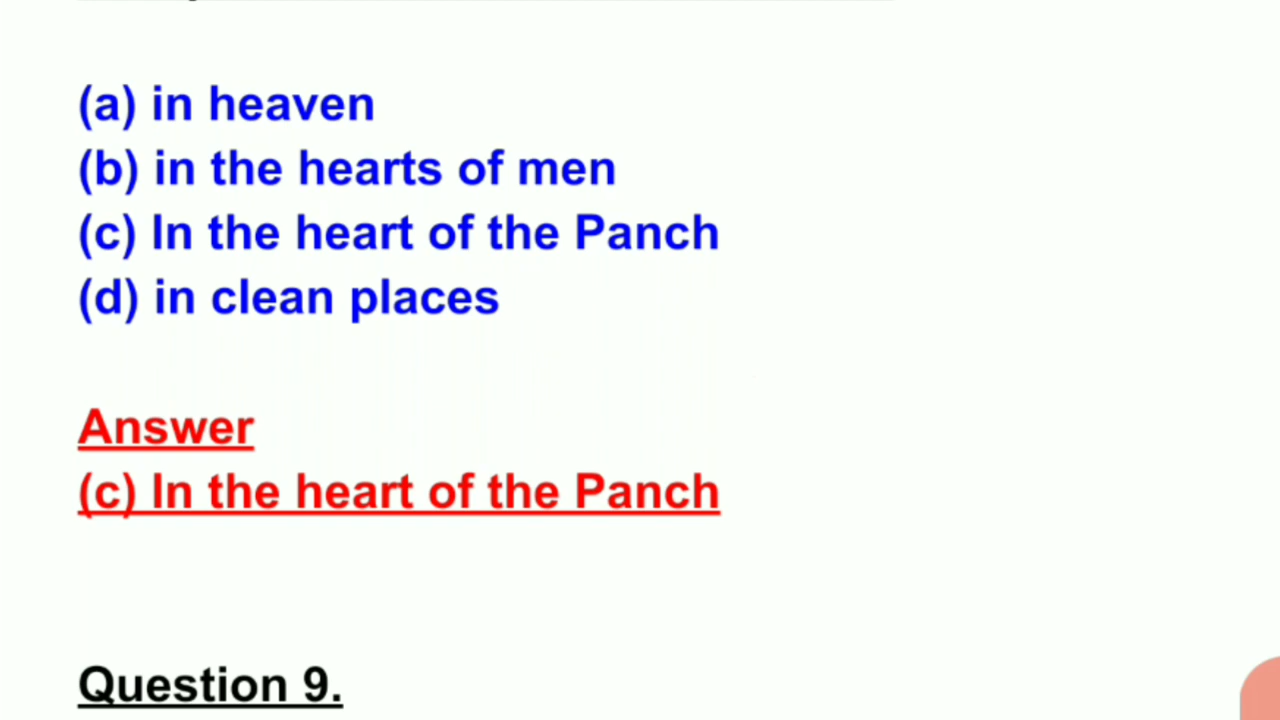 (a) in heaven
(b) in the hearts of men
(c) In the heart of the Panch
(d) in clean places
Answer
(c) In the heart of the Panch
Question 9.